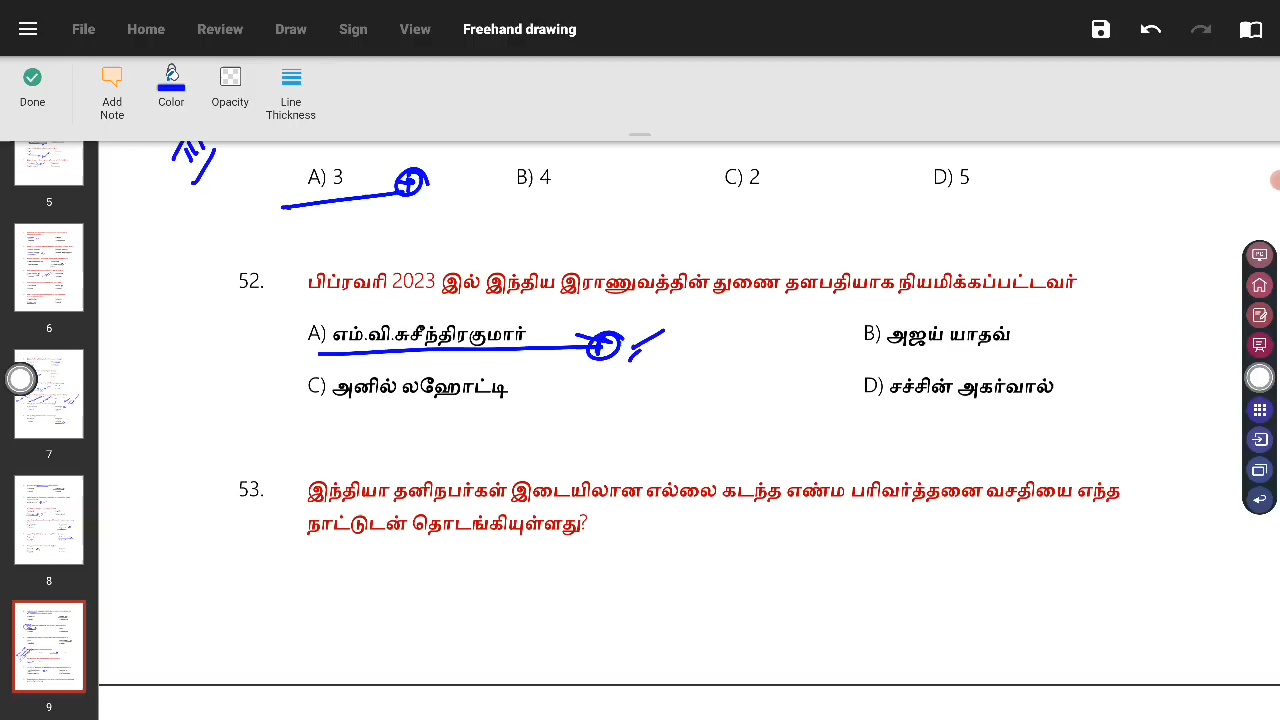 File Home Review Draw Sign View Freehand drawing
Done Add Note Color Opacity Line Thickness
A) 3 B) 4 C) 2 D) 5
5
52. பிப்ரவரி 2023 இல் இந்திய இராணுவத்தின் துணை தளபதியாக நியமிக்கப்பட்டவர்
6
A) எம்.வி.சுசீந்திரகுமார் B) அஜய் யாதவ்
C) அனில் லஹோட்டி D) சச்சின் அகர்வால்
7
53. இந்தியா தனிநபர்கள் இடையிலான எல்லை கடந்த எண்ம பரிவர்த்தனை வசதியை எந்த
நாட்டுடன் தொடங்கியுள்ளது?
8
9